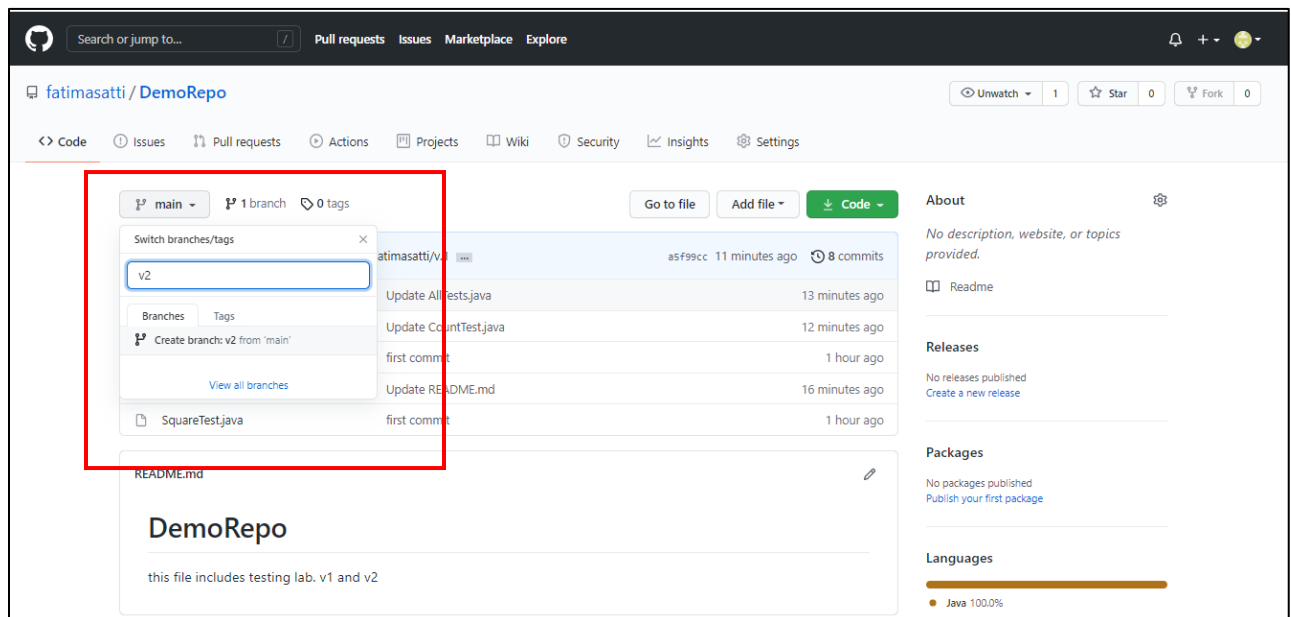 Search or jump to... / Pull requests Issues Marketplace Explore
fatimasatti / DemoRepo Unwatch 1 Star 0 Fork 0
Code Issues Pull requests Actions Projects Wiki Security Insights Settings
main 1 branch 0 tags Go to file Add file Code
Switch branches/tags
v2
Branches Tags
Create branch: v2 from 'main'
View all branches
atimasatti/v.1 ... a5f99cc 11 minutes ago 8 commits
Update AllTests.java 13 minutes ago
Update CountTest.java 12 minutes ago
first commit 1 hour ago
Update README.md 16 minutes ago
SquareTest.java first commit 1 hour ago
README.md
DemoRepo
this file includes testing lab. v1 and v2
About
No description, website, or topics
provided.
Readme
Releases
No releases published
Create a new release
Packages
No packages published
Publish your first package
Languages
Java 100.0%